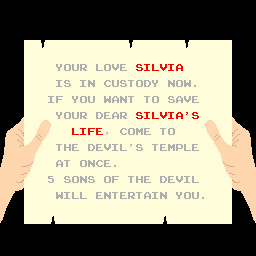 YOUR LOVE SILVIA
IS IN CUSTODY NOW.
IF YOU WANT TO SAVE
YOUR DEAR SILVIA'S
LIFE, COME TO
THE DEVIL'S TEMPLE
AT ONCE.
5 SONS OF THE DEVIL
WILL ENTERTAIN YOU.